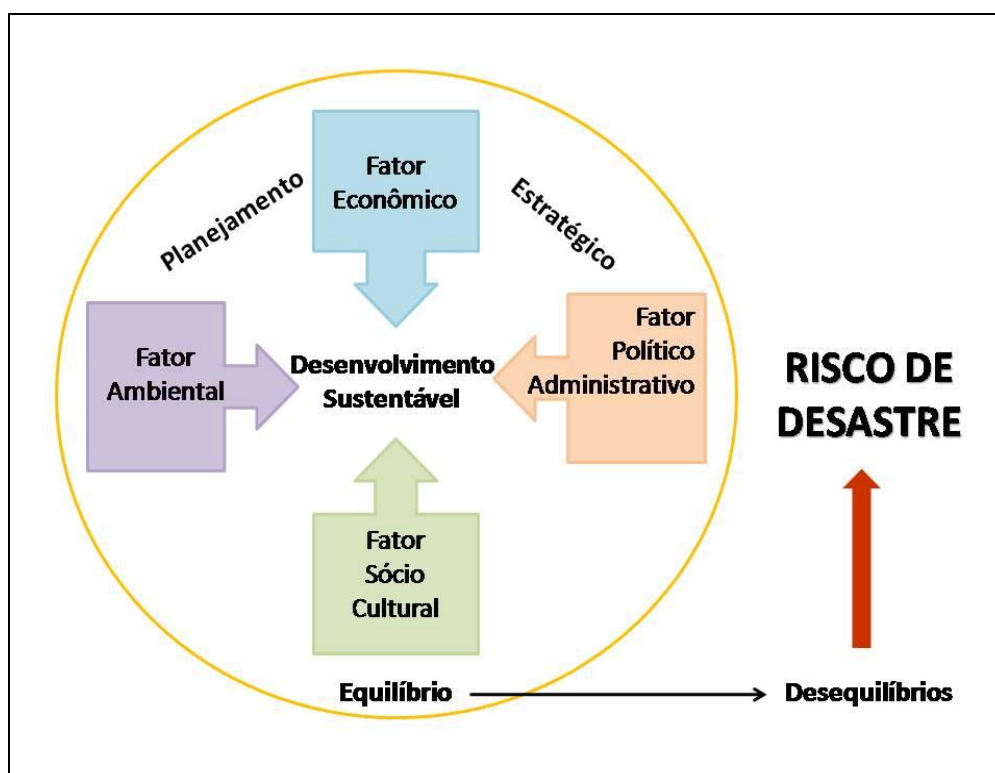 Fator
Econômico
Planejamento
Estratégico
Fator
Ambiental
Desenvolvimento
Sustentável
Fator
Político
Administrativo
RISCO DE
DESASTRE
Fator
Sócio
Cultural
Equilíbrio
Desequilíbrios